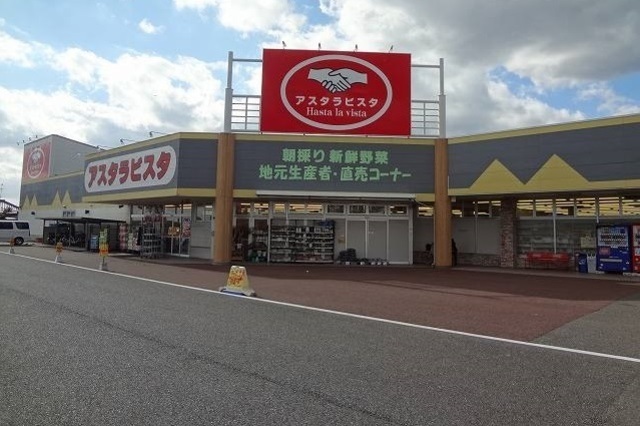 アスタラビスタ
Hasta la vista
アスタラビスタ
朝採り新鮮野菜
地元生産者・直売コーナー